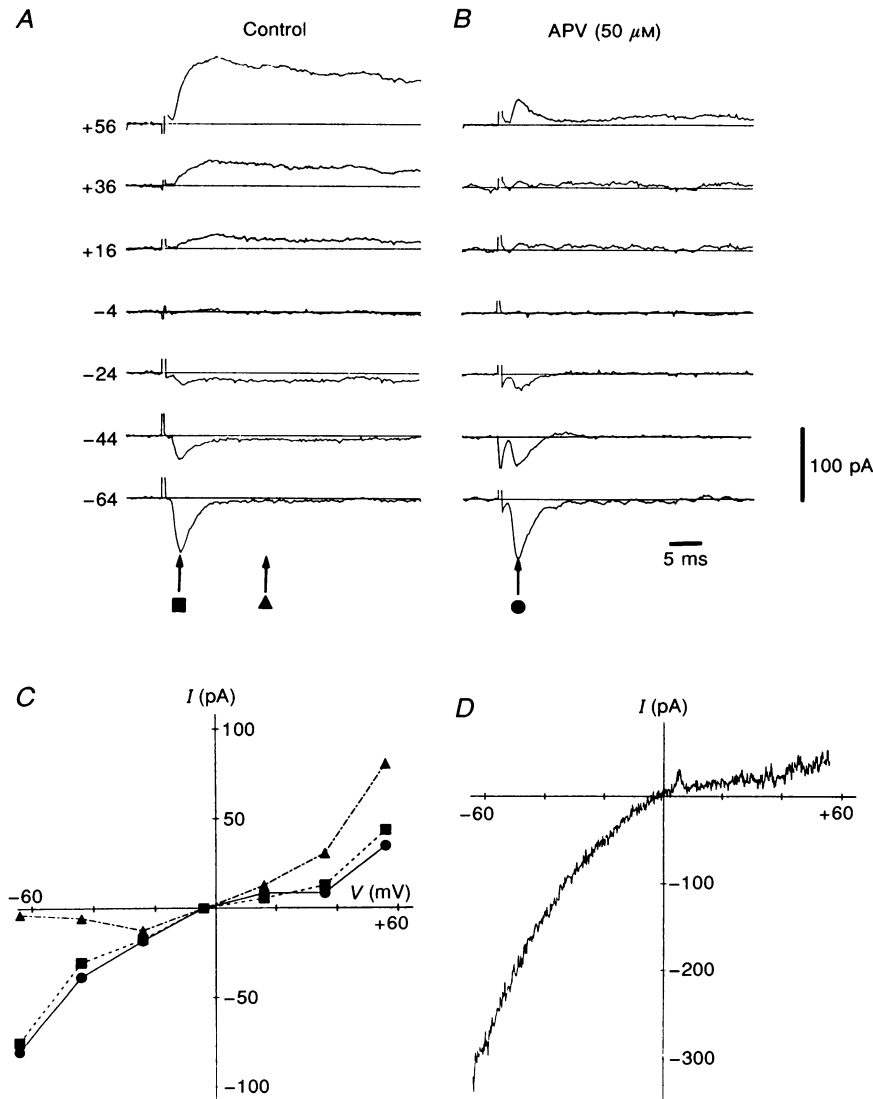 A
Control
B
APV (50 μM)
+56
+36
+16
−4
−24
−44
−64
100 pA
5 ms
C
I (pA)
100
50
−60
V (mV)
+60
−50
−100
D
I (pA)
−60
+60
−100
−200
−300